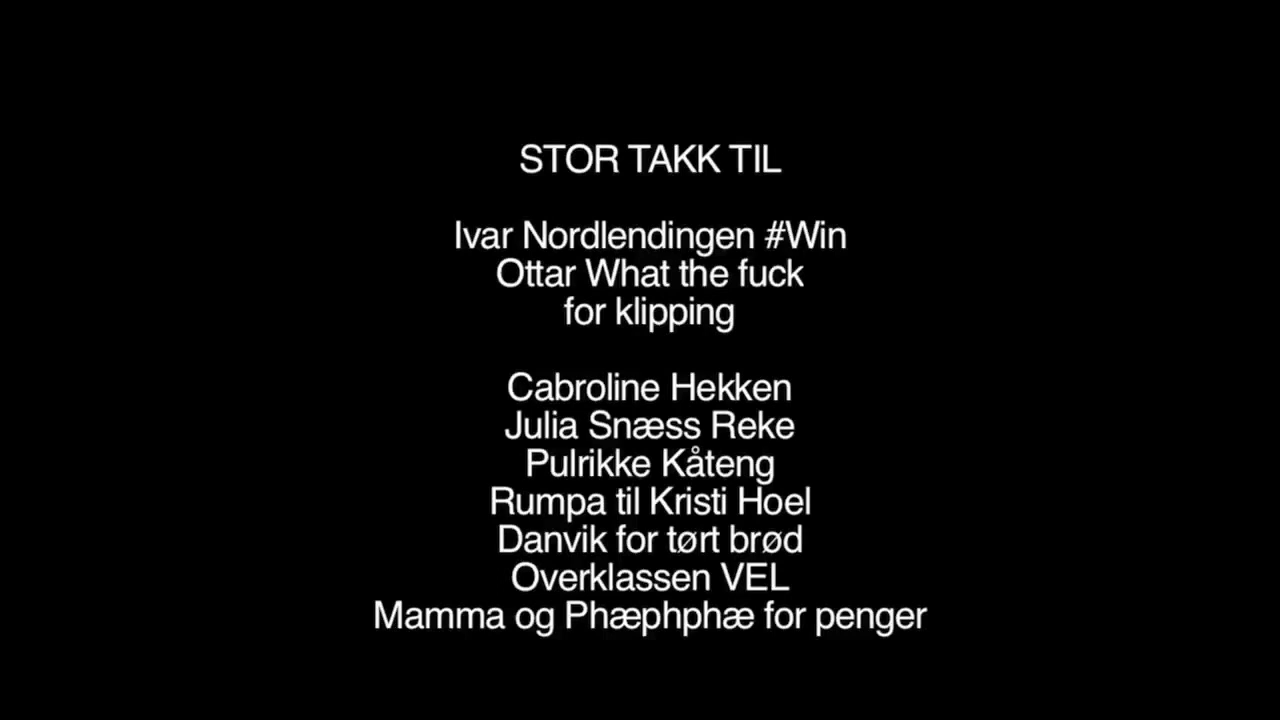 STOR TAKK TIL
Ivar Nordlendingen #Win
Ottar What the fuck
for klipping
Cabroline Hekken
Julia Snæss Reke
Pulrikke Kåteng
Rumpa til Kristi Hoel
Danvik for tørt brød
Overklassen VEL
Mamma og Phæphphæ for penger